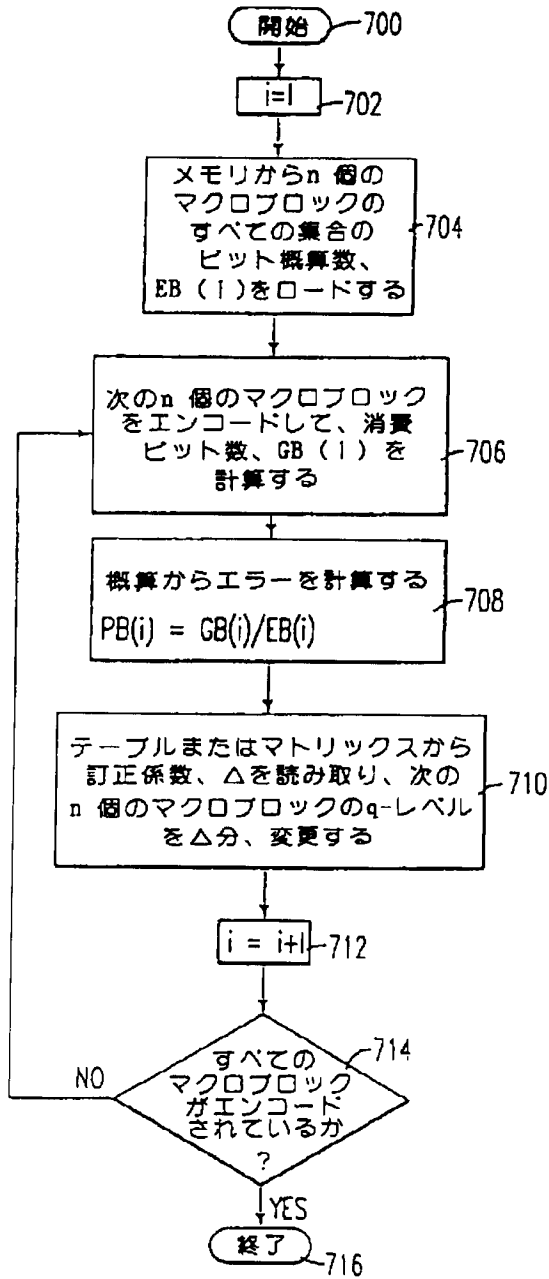 開始 700
i=1 702
メモリからn 個の
マクロブロックの
すべての集合の
ビット概算数、
EB (i)をロードする
704
次のn 個のマクロブロック
をエンコードして、消費
ビット数、GB (i) を
計算する
706
概算からエラーを計算する
PB(i) = GB(i)/EB(i)
708
テーブルまたはマトリックスから
訂正係数、△を読み取り、次の
n 個のマクロブロックのq-レベル
を△分、変更する
710
i = i+1 712
すべての
マクロブロック
がエンコード
されているか
?
714
NO
YES
終了 716